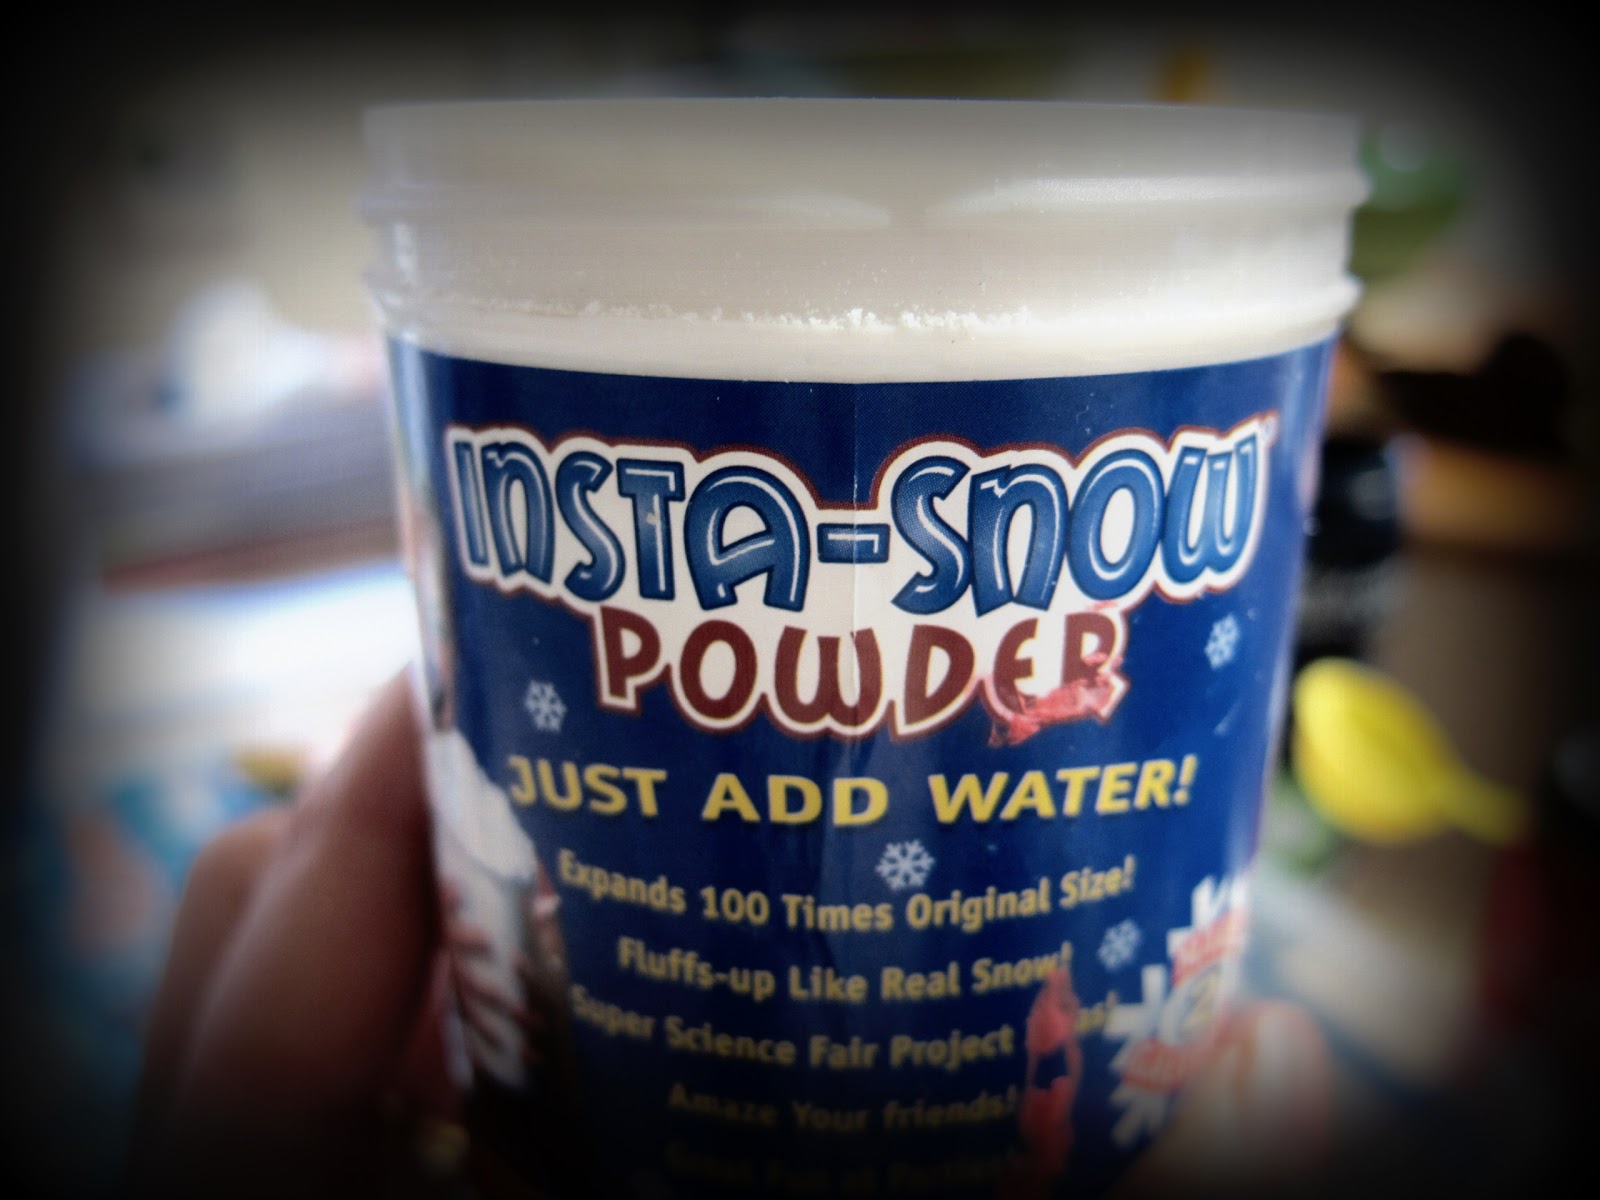 INSTA-SNOW
POWDER
JUST ADD WATER!
Expands 100 Times Original Size!
Fluffs-up Like Real Snow!
Super Science Fair Project
Amaze Your friends!